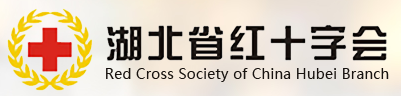 湖北省红十字会
Red Cross Society of China Hubei Branch